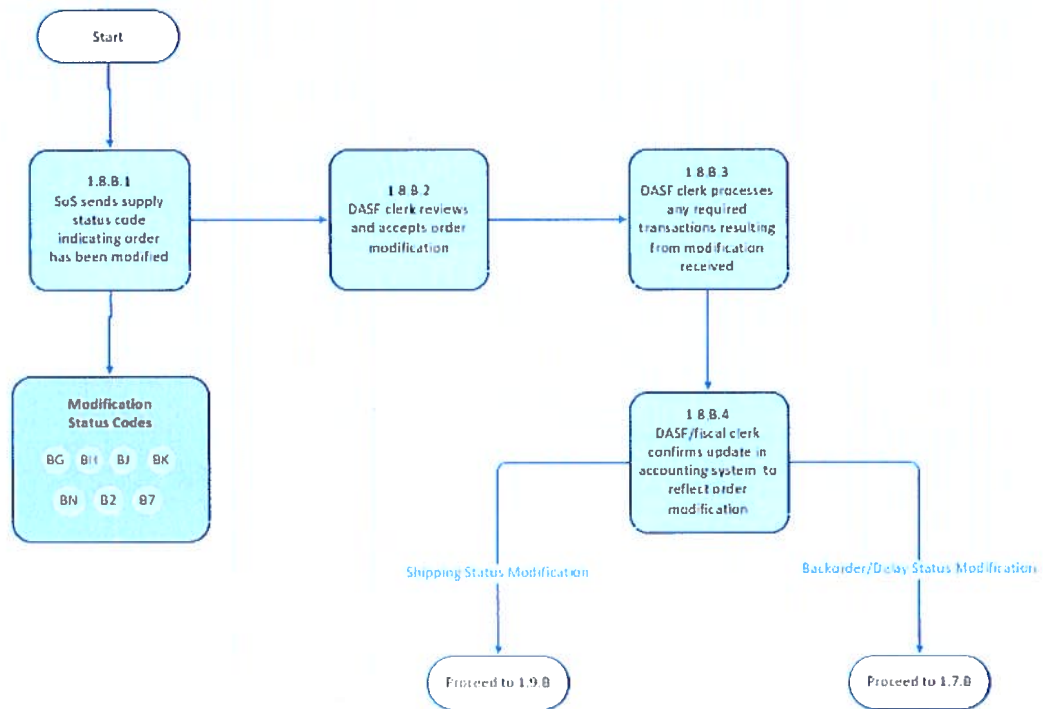 Start
1.8.B.1
SoS sends supply
status code
indicating order
has been modified
1.8.B.2
DASF clerk reviews
and accepts order
modification
1.8.B.3
DASF clerk processes
any required
transactions resulting
from modification
received
Modification
Status Codes
BG BH BJ BK
BN B2 B7
1.8.B.4
DASF/fiscal clerk
confirms update in
accounting system to
reflect order
modification
Shipping Status Modification
Backorder/Delay Status Modification
Proceed to 1.9.B
Proceed to 1.7.B